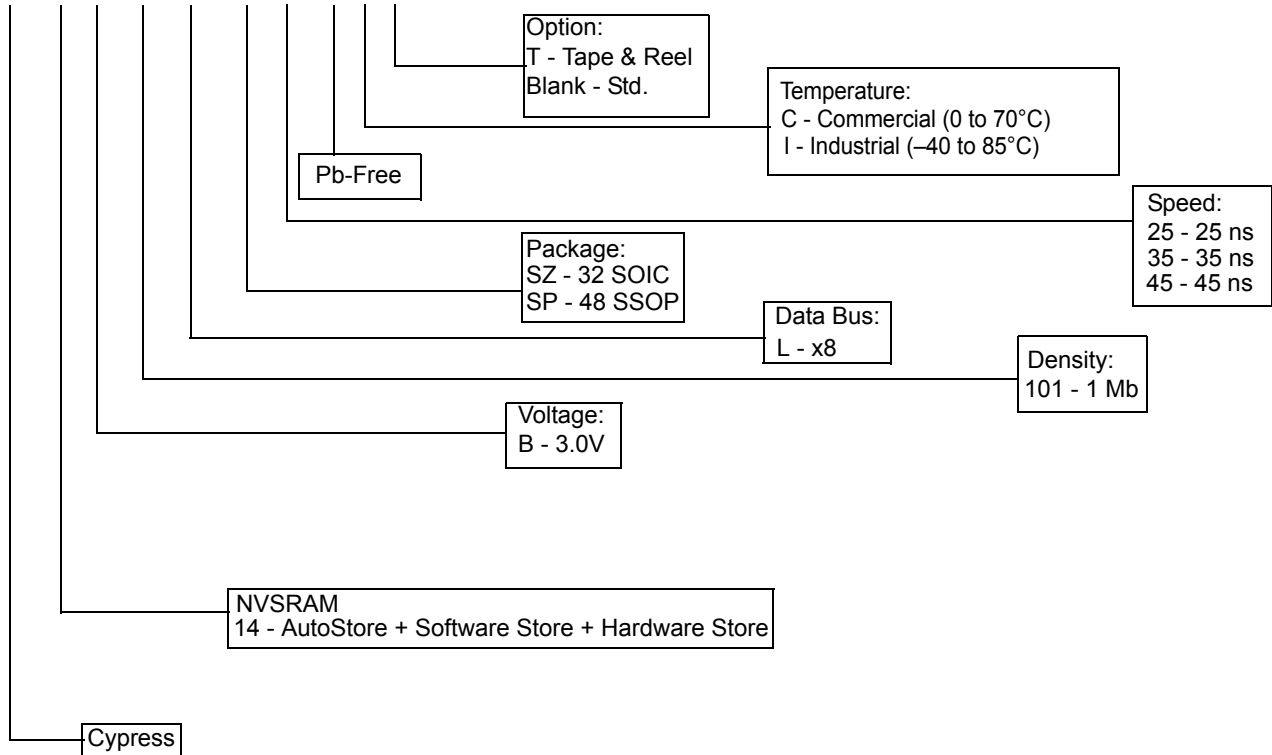 Option:
T - Tape & Reel
Blank - Std.
Temperature:
C - Commercial (0 to 70°C)
I - Industrial (–40 to 85°C)
Pb-Free
Speed:
25 - 25 ns
35 - 35 ns
45 - 45 ns
Package:
SZ - 32 SOIC
SP - 48 SSOP
Data Bus:
L - x8
Density:
101 - 1 Mb
Voltage:
B - 3.0V
NVSRAM
14 - AutoStore + Software Store + Hardware Store
Cypress